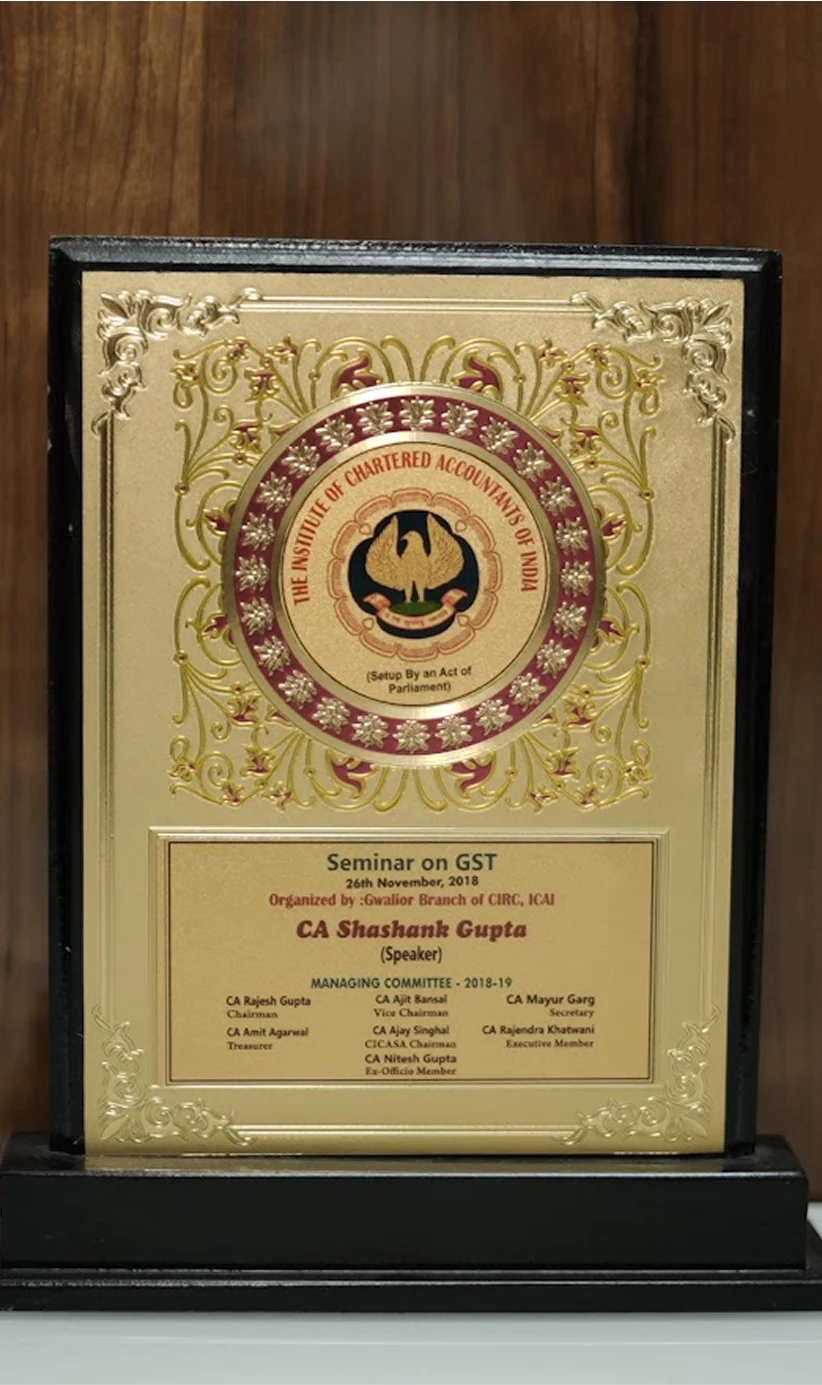 THE INSTITUTE OF CHARTERED ACCOUNTANTS OF INDIA
(Setup By an Act of
Parliament)
Seminar on GST
26th November, 2018
Organized by :Gwalior Branch of CIRC, ICAI
CA Shashank Gupta
(Speaker)
MANAGING COMMITTEE - 2018-19
CA Rajesh Gupta CA Ajit Bansal CA Mayur Garg
Chairman Vice Chairman Secretary
CA Amit Agarwal CA Ajay Singhal CA Rajendra Khatwani
Treasurer CICASA Chairman Executive Member
CA Nitesh Gupta
Ex-Officio Member